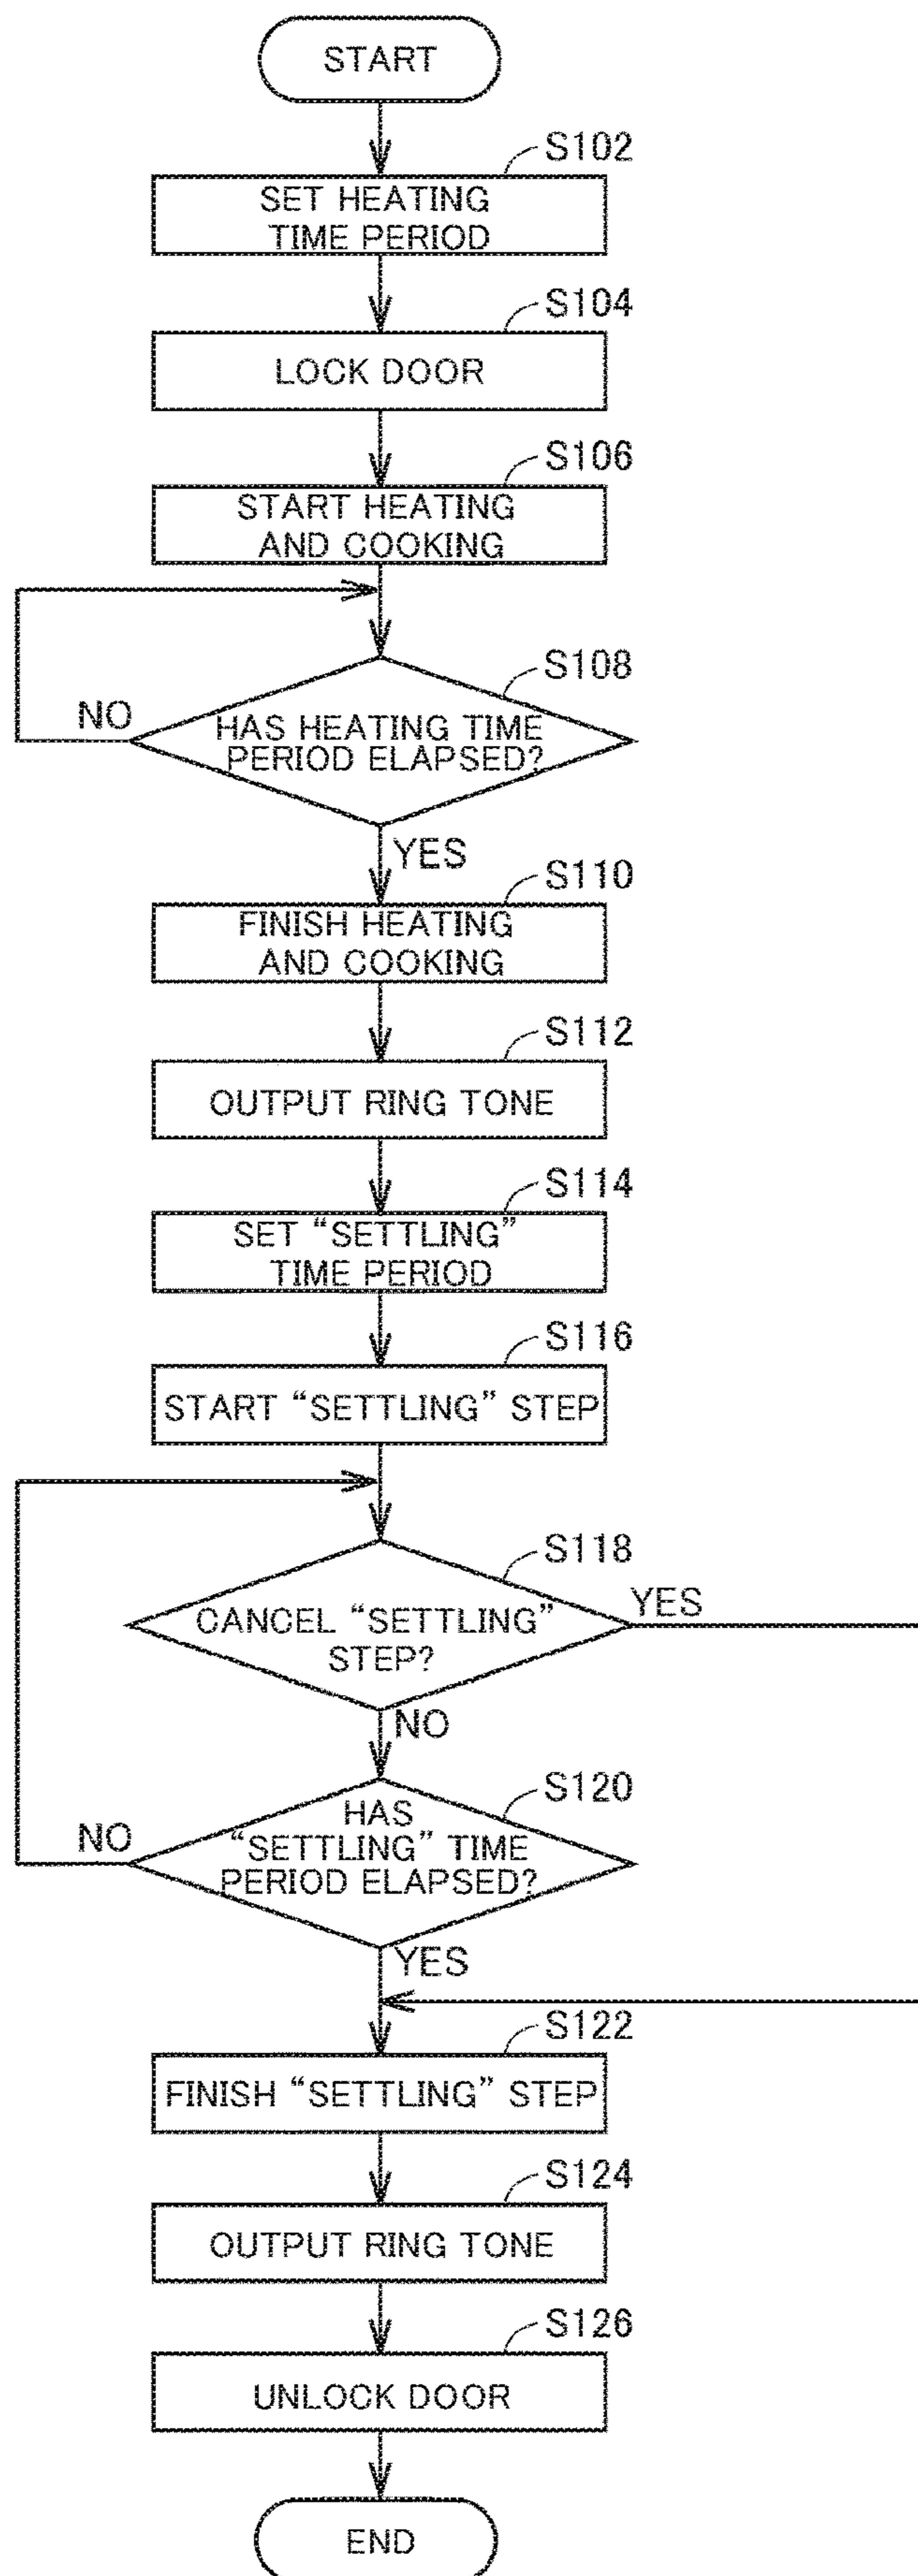 START
S102
SET HEATING
TIME PERIOD
S104
LOCK DOOR
S106
START HEATING
AND COOKING
S108
NO
HAS HEATING TIME
PERIOD ELAPSED?
YES
S110
FINISH HEATING
AND COOKING
S112
OUTPUT RING TONE
S114
SET “SETTLING”
TIME PERIOD
S116
START “SETTLING” STEP
S118
YES
CANCEL “SETTLING”
STEP?
NO
S120
HAS
NO
“SETTLING” TIME
PERIOD ELAPSED?
YES
S122
FINISH “SETTLING” STEP
S124
OUTPUT RING TONE
S126
UNLOCK DOOR
END